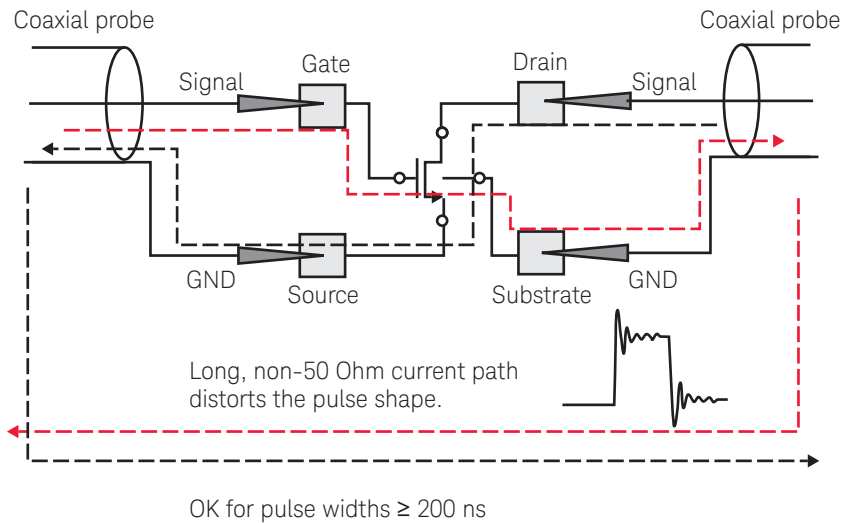 Coaxial probe
Coaxial probe
Signal
Gate
Drain
Signal
GND
Source
Substrate
GND
Long, non-50 Ohm current path
distorts the pulse shape.
OK for pulse widths ≥ 200 ns